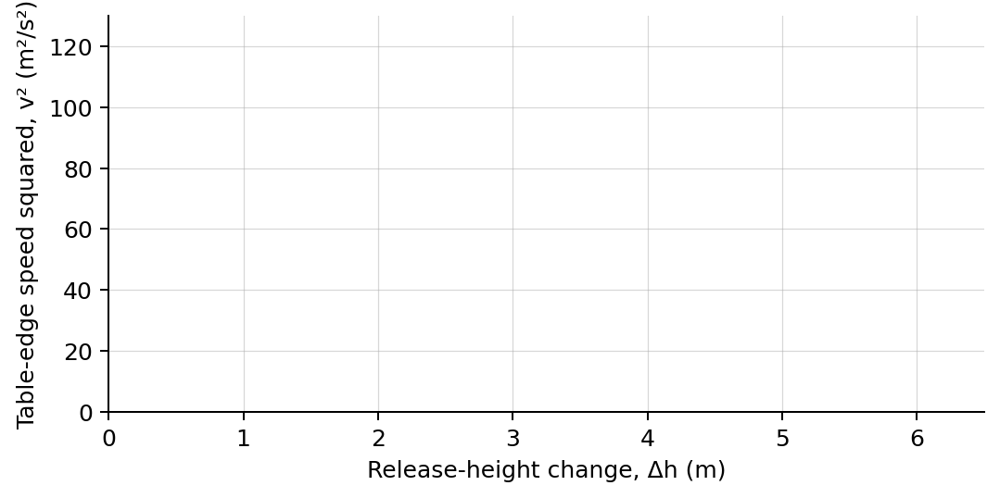 Table-edge speed squared, v² (m²/s²)
120
100
80
60
40
20
0
0 1 2 3 4 5 6
Release-height change, Δh (m)